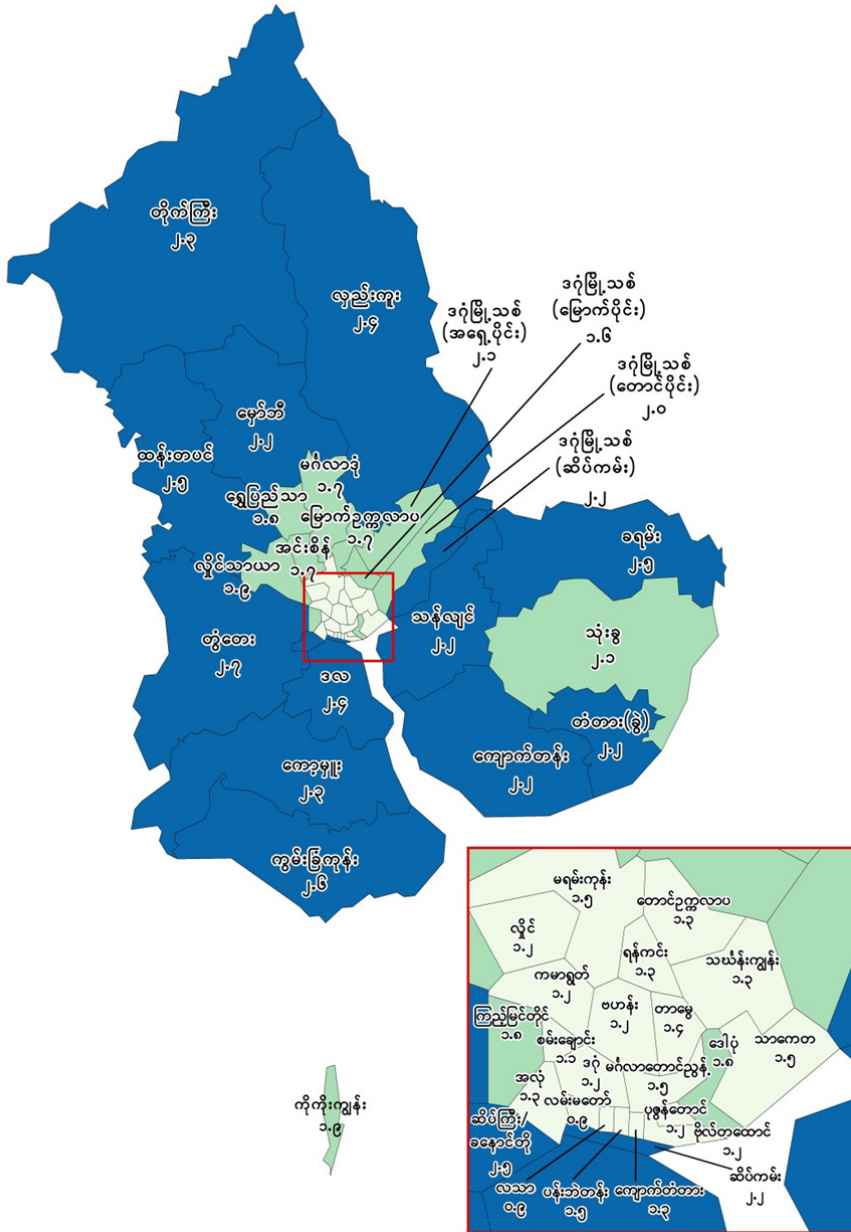 တိုက်ကြီး
၂.၃
လှည်းကူး
၂.၄
ဒဂုံမြို့သစ်
(အရှေ့ပိုင်း)
၂.၁
ဒဂုံမြို့သစ်
(မြောက်ပိုင်း)
၁.၆
ဒဂုံမြို့သစ်
(တောင်ပိုင်း)
၂.၀
ဒဂုံမြို့သစ်
(ဆိပ်ကမ်း)
၂.၂
မှော်ဘီ
၂.၂
ထန်းတပင်
၂.၅
မင်္ဂလာဒုံ
၁.၇
ရွှေပြည်သာ
၁.၈
မြောက်ဥက္ကလာပ
၁.၇
အင်းစိန်
၁.၇
လှိုင်သာယာ
၁.၉
ခရမ်း
၂.၅
သန်လျင်
၂.၂
သုံးခွ
၂.၁
တွံတေး
၂.၇
ဒလ
၂.၄
တံတား(ခွဲ)
၂.၂
ကျောက်တန်း
၂.၂
ကော့မှူး
၂.၃
ကွမ်းခြံကုန်း
၂.၆
ကိုကိုးကျွန်း
၁.၉
မရမ်းကုန်း
၁.၅
တောင်ဥက္ကလာပ
၁.၃
လှိုင်
၁.၂
ရန်ကင်း
၁.၃
သင်္ဃန်းကျွန်း
၁.၃
ကမာရွတ်
၁.၂
ဗဟန်း
၁.၂
တာမွေ
၁.၄
ကြည့်မြင်တိုင်
၁.၈
စမ်းချောင်း
၁.၁
ဒေါပုံ
၁.၈
သာကေတ
၁.၅
ဒဂုံ
၁.၂
မင်္ဂလာတောင်ညွန့်
၁.၅
အလုံ
၁.၃
လမ်းမတော်
၀.၉
ပုဇွန်တောင်
၁.၂
ဗိုလ်တထောင်
၁.၂
ဆိပ်ကြီး/
ခနောင်တို
၂.၅
ဆိပ်ကမ်း
၂.၂
လသာ
၀.၉
ပန်းဘဲတန်း
၁.၅
ကျောက်တံတား
၁.၃